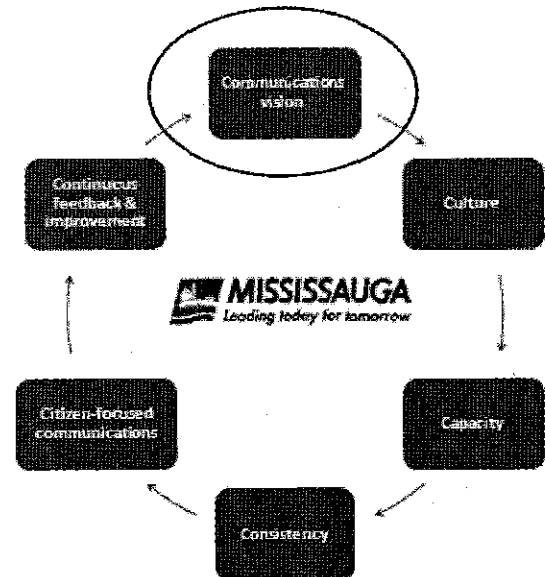 Communications
vision
Culture
Capacity
Consistency
Citizen-focused
communications
Continuous
feedback &
improvement
MISSISSAUGA
Leading today for tomorrow